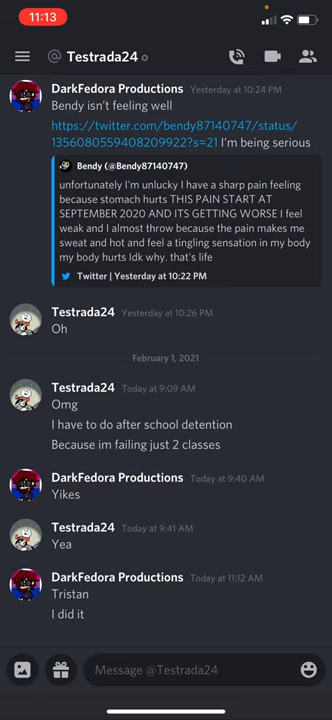 11:13
@ Testrada24
DarkFedora Productions Yesterday at 10:24 PM
Bendy isn't feeling well
https://twitter.com/bendy87140747/status/
1356080559408209922?s=21 I'm being serious
Bendy (@Bendy87140747)
unfortunately I'm unlucky I have a sharp pain feeling
because stomach hurts THIS PAIN START AT
SEPTEMBER 2020 AND ITS GETTING WORSE I feel
weak and I almost throw because the pain makes me
sweat and hot and feel a tingling sensation in my body
my body hurts Idk why. that's life
Twitter | Yesterday at 10:22 PM
Testrada24 Yesterday at 10:26 PM
Oh
February 1, 2021
Testrada24 Today at 9:09 AM
Omg
I have to do after school detention
Because im failing just 2 classes
DarkFedora Productions Today at 9:40 AM
Yikes
Testrada24 Today at 9:41 AM
Yea
DarkFedora Productions Today at 11:12 AM
Tristan
I did it
Message @Testrada24